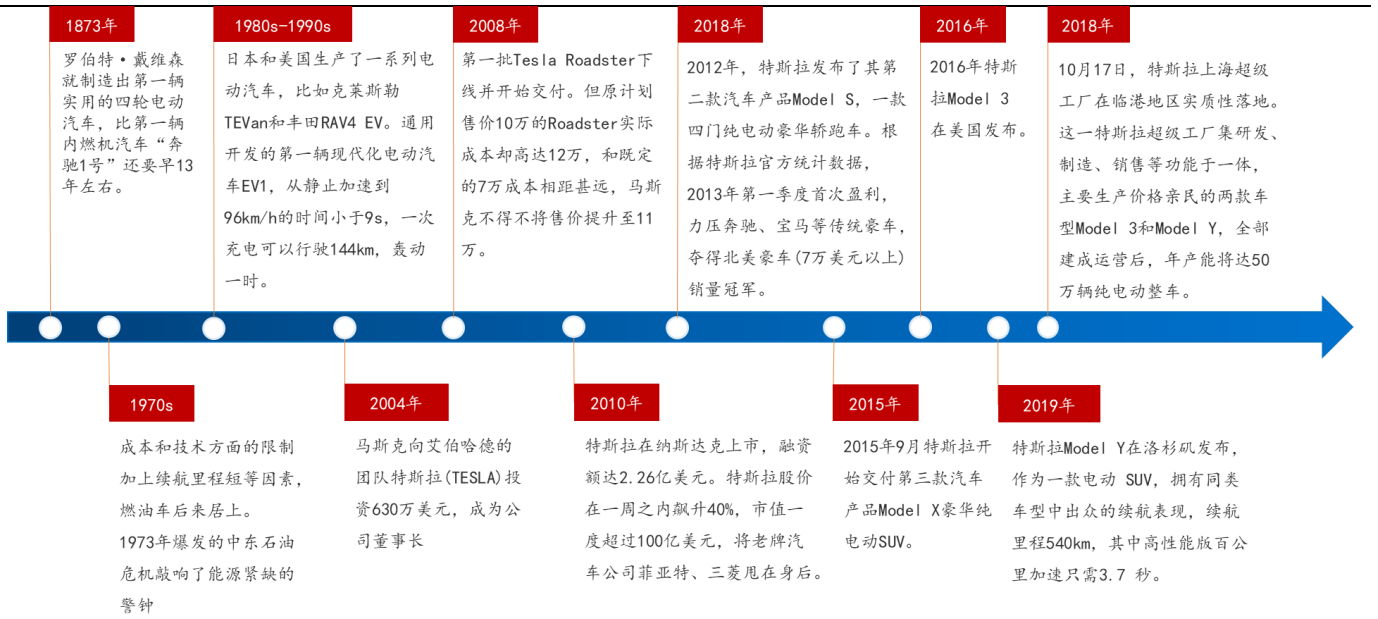 1873年
罗伯特·戴维森
就制造出第一辆
实用的四轮电动
汽车，比第一辆
内燃机汽车“奔
驰1号”还要早13
年左右。
1980s-1990s
日本和美国生产了一系列电
动汽车，比如克莱斯勒
TEVan和丰田RAV4 EV。通用
开发的第一辆现代化电动汽
车EV1，从静止加速到
96km/h的时间小于9s，一次
充电可以行驶144km，轰动
一时。
2008年
第一批Tesla Roadster下
线并开始交付。但原计划
售价10万的Roadster实际
成本却高达12万，和既定
的7万成本相距甚远，马斯
克不得不将售价提升至11
万。
2018年
2012年，特斯拉发布了其第
二款汽车产品Model S，一款
四门纯电动豪华轿跑车。根
据特斯拉官方统计数据，
2013年第一季度首次盈利，
力压奔驰、宝马等传统豪车，
夺得北美豪车(7万美元以上)
销量冠军。
2016年
2016年特斯
拉Model 3
在美国发布。
2018年
10月17日，特斯拉上海超级
工厂在临港地区实质性落地。
这一特斯拉超级工厂集研发、
制造、销售等功能于一体，
主要生产价格亲民的两款车
型Model 3和Model Y，全部
建成运营后，年产能将达50
万辆纯电动整车。
1970s
成本和技术方面的限制
加上续航里程短等因素，
燃油车后来居上。
1973年爆发的中东石油
危机敲响了能源紧缺的
警钟
2004年
马斯克向艾伯哈德的
团队特斯拉(TESLA)投
资630万美元，成为公
司董事长
2010年
特斯拉在纳斯达克上市，融资
额达2.26亿美元。特斯拉股价
在一周之内飙升40%，市值一
度超过100亿美元，将老牌汽
车公司菲亚特、三菱甩在身后。
2015年
2015年9月特斯拉开
始交付第三款汽车
产品Model X豪华纯
电动SUV。
2019年
特斯拉Model Y在洛杉矶发布，
作为一款电动 SUV，拥有同类
车型中出众的续航表现，续航
里程540km，其中高性能版百公
里加速只需3.7 秒。